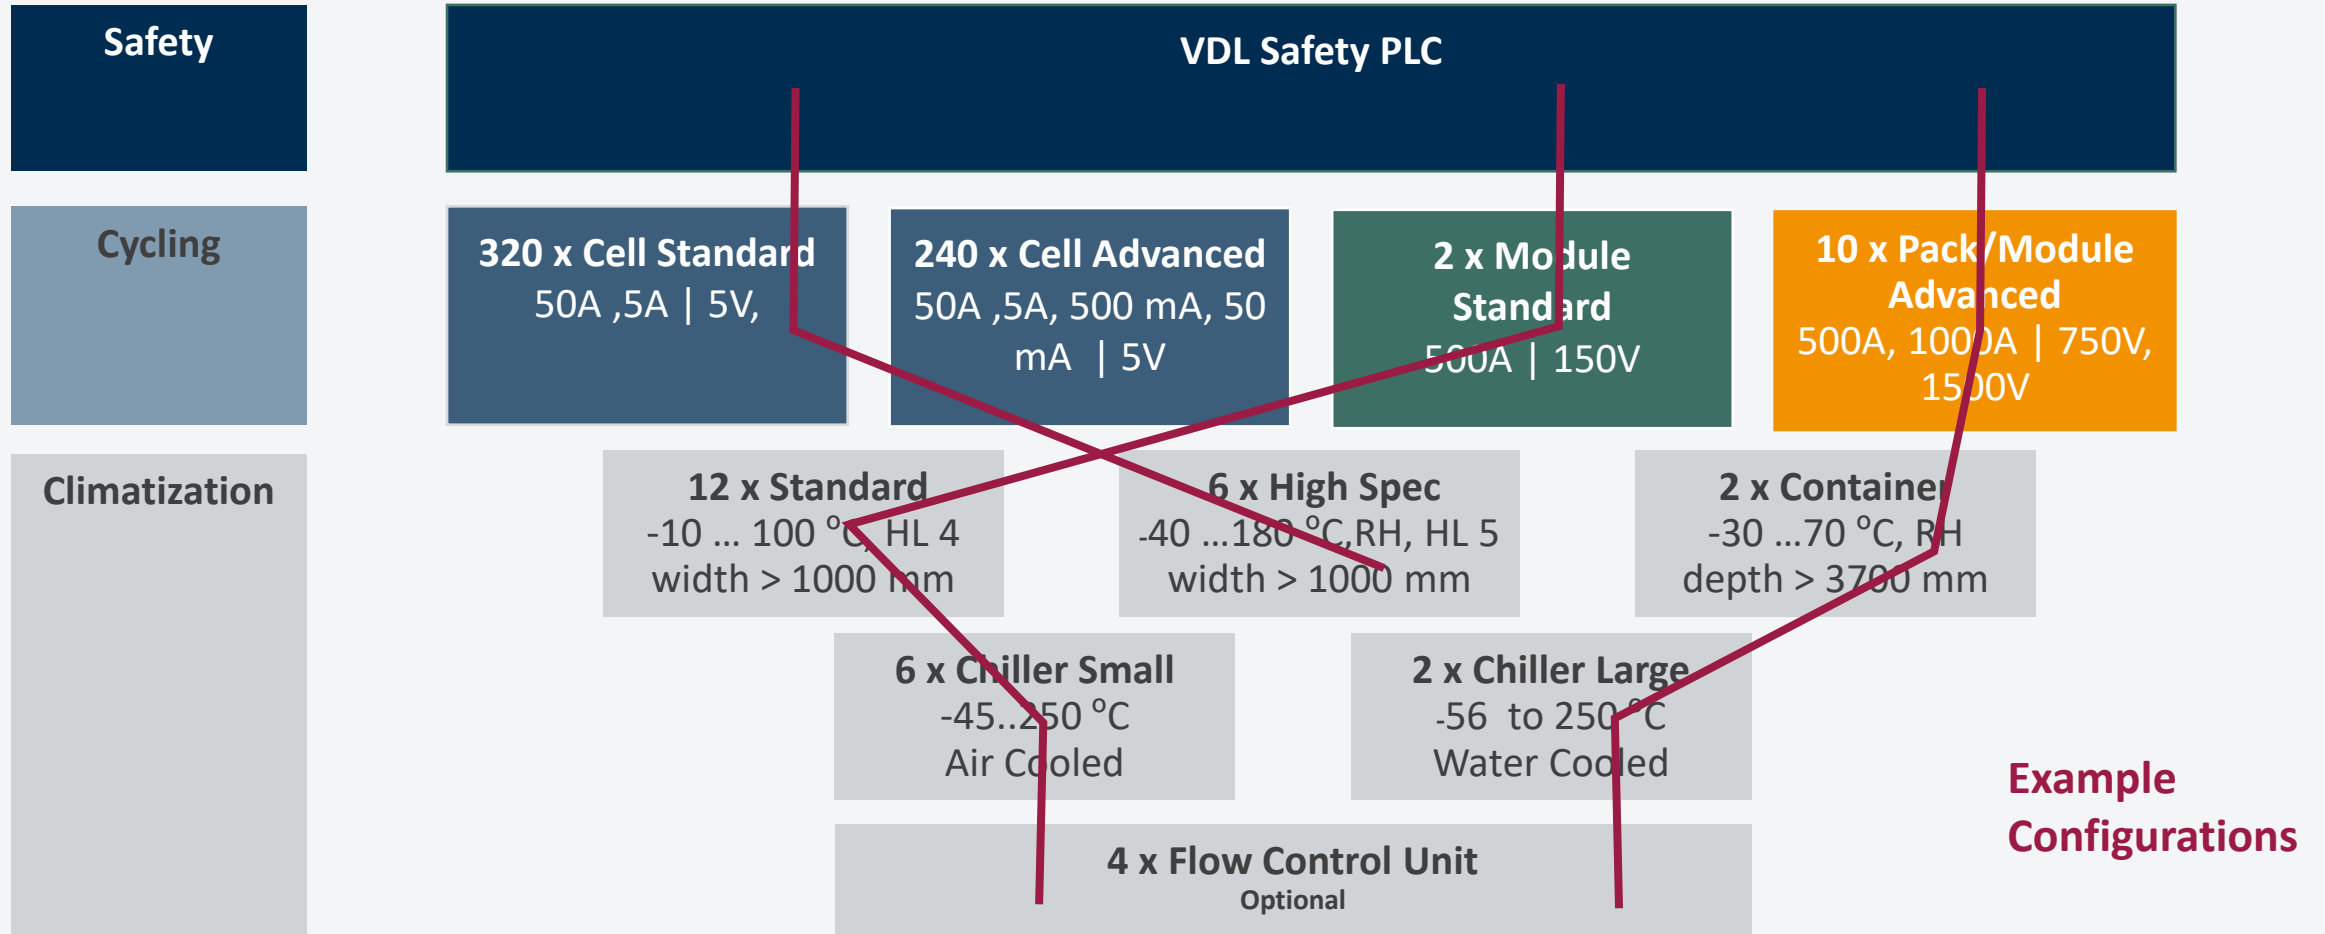 Safety
VDL Safety PLC
Cycling
320 x Cell Standard
50A ,5A | 5V,
240 x Cell Advanced
50A ,5A, 500 mA, 50
mA | 5V
2 x Module
Standard
500A | 150V
10 x Pack/Module
Advanced
500A, 1000A | 750V,
1500V
Climatization
12 x Standard
-10 ... 100 °C, HL 4
width > 1000 mm
6 x High Spec
-40 ...180 °C,RH, HL 5
width > 1000 mm
2 x Container
-30 ...70 °C, RH
depth > 3700 mm
6 x Chiller Small
-45..250 °C
Air Cooled
2 x Chiller Large
-56 to 250 °C
Water Cooled
4 x Flow Control Unit
Optional
Example
Configurations